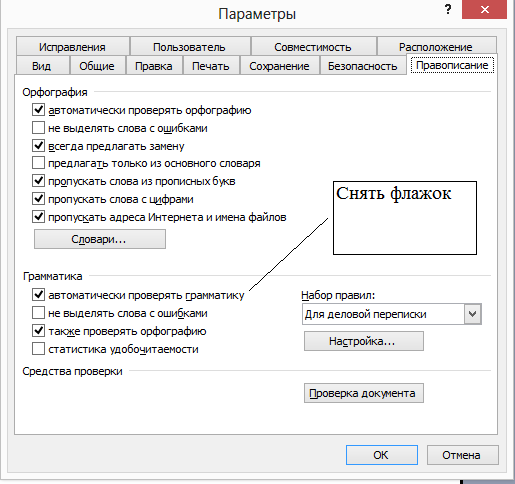 Параметры
?
Исправления Пользователь Совместимость Расположение
Вид Общие Правка Печать Сохранение Безопасность Правописание
Орфография
автоматически проверять орфографию
не выделять слова с ошибками
всегда предлагать замену
предлагать только из основного словаря
пропускать слова из прописных букв
пропускать слова с цифрами
пропускать адреса Интернета и имена файлов
Снять флажок
Словари...
Грамматика
автоматически проверять грамматику
Набор правил:
не выделять слова с ошибками
Для деловой переписки
также проверять орфографию
статистика удобочитаемости
Настройка...
Средства проверки
Проверка документа
OK Отмена